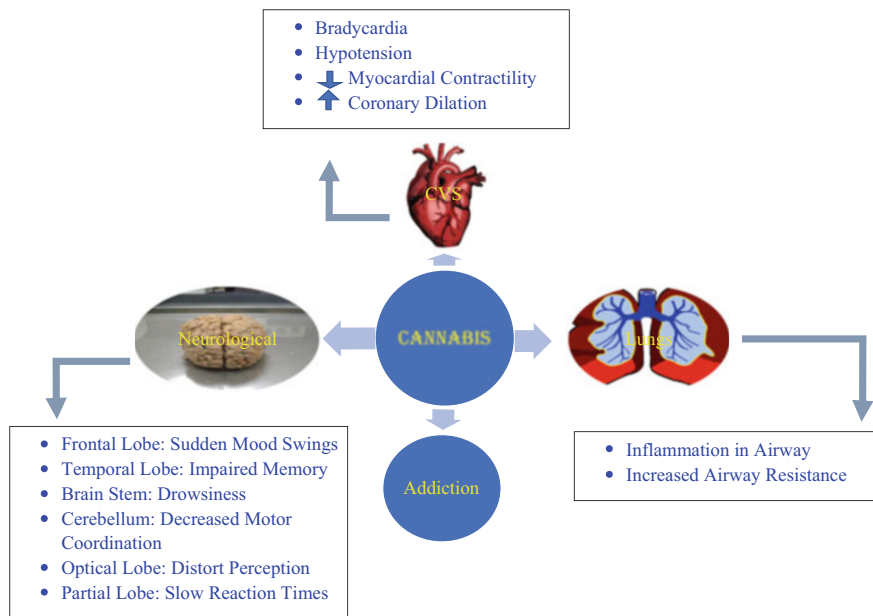 • Bradycardia
• Hypotension
• Myocardial Contractility
• Coronary Dilation
CVS
Neurological
CANNABIS
Lungs
• Frontal Lobe: Sudden Mood Swings
• Temporal Lobe: Impaired Memory
• Brain Stem: Drowsiness
• Cerebellum: Decreased Motor
Coordination
• Optical Lobe: Distort Perception
• Partial Lobe: Slow Reaction Times
Addiction
• Inflammation in Airway
• Increased Airway Resistance